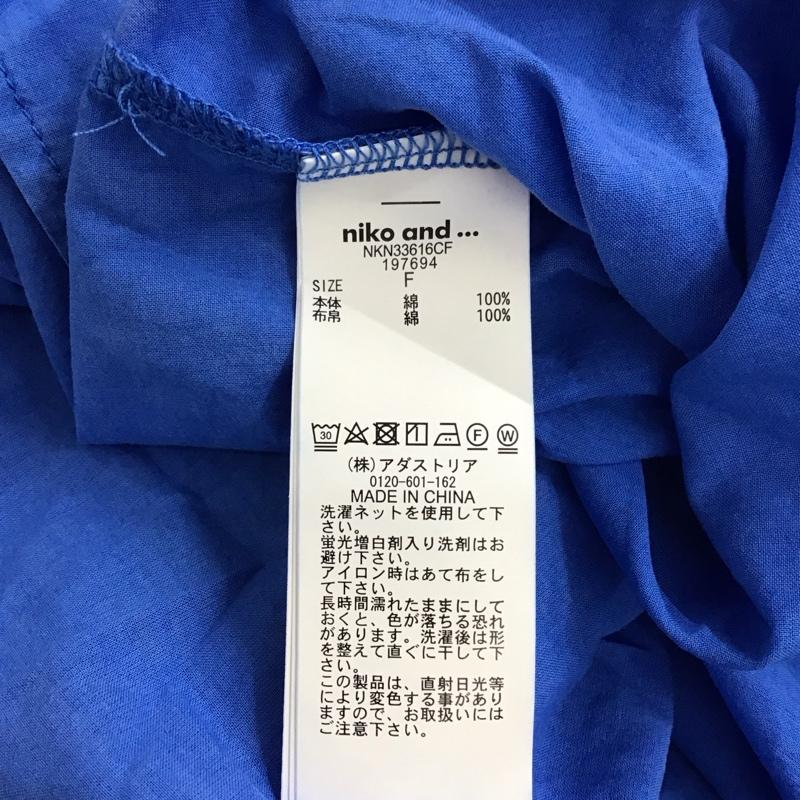 niko and ...
NKN33616CF
197694
SIZE F
本体 綿 100%
布帛 綿 100%
30 F W
(株)アダストリア
0120-601-162
MADE IN CHINA
洗濯ネットを使用して下
さい。
蛍光増白剤入り洗剤はお
避け下さい。
アイロン時はあて布をし
て下さい。
長時間濡れたままにして
おくと、色が落ちる恐れ
があります。洗濯後は形
を整えて直ぐに干して下
さい。
この製品は、直射日光等
により変色する事があり
ますので、お取扱いには
ご注意下さい。